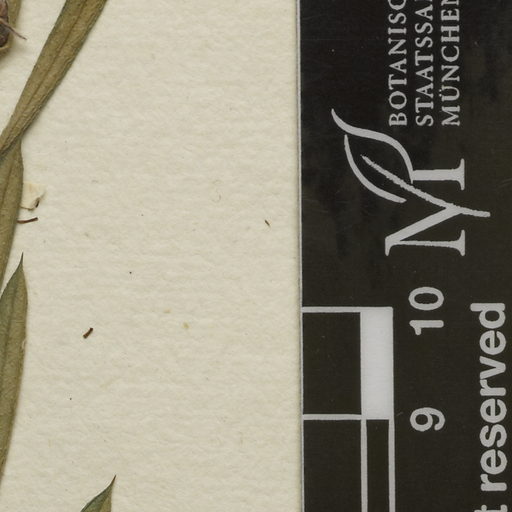 BOTANISC
STAATSSA
MÜNCHEN
M
10
9
t reserved